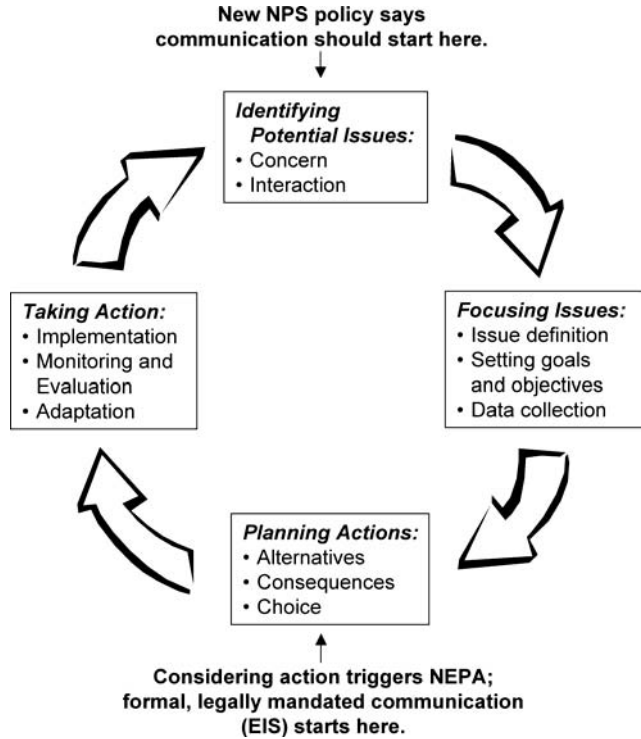 New NPS policy says
communication should start here.
Identifying
Potential Issues:
• Concern
• Interaction
Taking Action:
• Implementation
• Monitoring and
Evaluation
• Adaptation
Focusing Issues:
• Issue definition
• Setting goals
and objectives
• Data collection
Planning Actions:
• Alternatives
• Consequences
• Choice
Considering action triggers NEPA;
formal, legally mandated communication
(EIS) starts here.